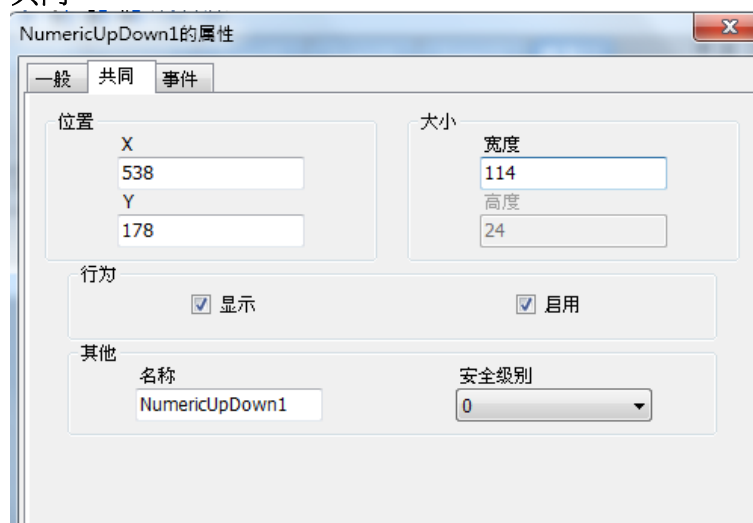 共同
NumericUpDown1的属性
一般 共同 事件
位置 大小
X 宽度
538 114
Y 高度
178 24
行为
显示 启用
其他
名称 安全级别
NumericUpDown1 0